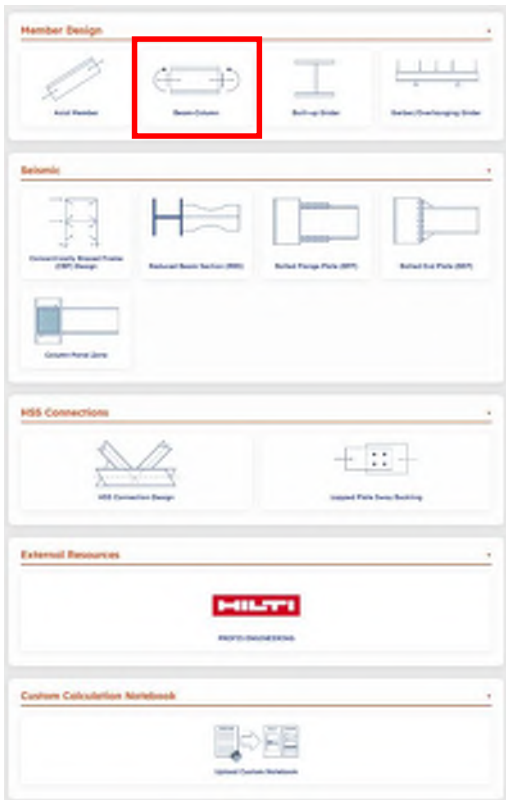 Member Design
Axial Member
Beam-Column
Built-up Girder
Gerber/Overhanging Girder
Seismic
Concentrically Braced Frame
(CBF) Design
Reduced Beam Section (RBS)
Bolted Flange Plate (BFP)
Bolted End Plate (BEP)
Column Panel Zone
HSS Connections
HSS Connection Design
Lapped Plate Sway Buckling
External Resources
HILTI
PROFIS ENGINEERING
Custom Calculation Notebook
Upload Custom Notebook